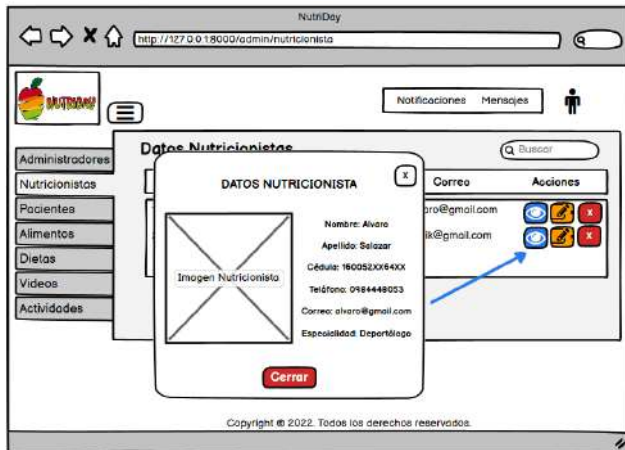 NutriDay
http://127.0.0.1:8000/admin/nutricionista
NUTRIDAY
Notificaciones Mensajes
Administradores
Nutricionistas
Pacientes
Alimentos
Dietas
Videos
Actividades
Datos Nutricionistas
Buscar
Correo Acciones
ro@gmail.com
ik@gmail.com
x
x
DATOS NUTRICIONISTA
x
Imagen Nutricionista
Nombre: Alvaro
Apellido: Salazar
Cédula: 160052XX64XX
Teléfono: 0984448053
Correo: alvaro@gmail.com
Especialidad: Deportólogo
Cerrar
Copyright © 2022. Todos los derechos reservados.